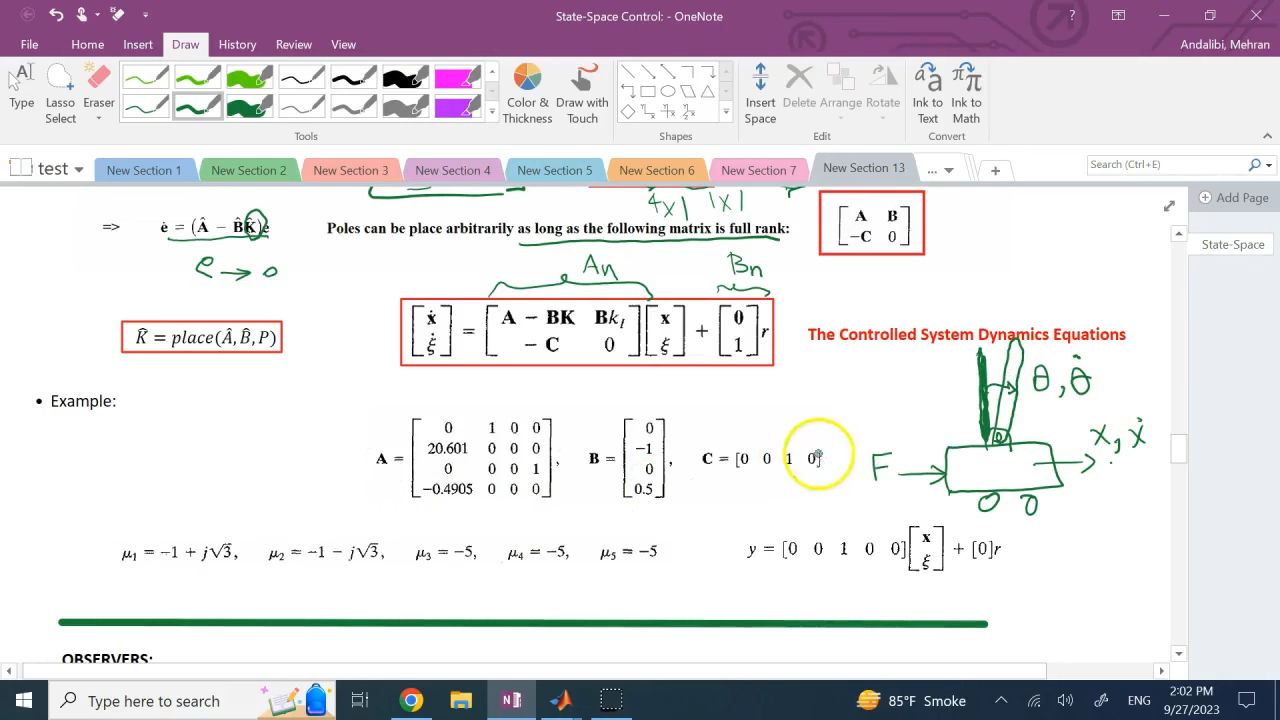 State-Space Control: - OneNote
?
Andalibi, Mehran
File Home Insert Draw History Review View
Type
Lasso Select
Eraser
Color & Thickness
Draw with Touch
Insert Space
Delete
Arrange
Rotate
Ink to Text
Ink to Math
Tools
Shapes
Edit
Convert
test
New Section 1
New Section 2
New Section 3
New Section 4
New Section 5
New Section 6
New Section 7
New Section 13
...
Search (Ctrl+E)
Add Page
State-Space
4x1 1x1
=> ė = (Â − B̂K̂)e Poles can be place arbitrarily as long as the following matrix is full rank:
[A B; −C 0]
e → 0
An
Bn
K̂ = place(Â, B̂, P)
[ẋ; ξ̇] = [A − BK Bk_I; − C 0][x; ξ] + [0; 1]r
The Controlled System Dynamics Equations
θ, θ̇
x, ẋ
F
• Example:
A = [0 1 0 0; 20.601 0 0 0; 0 0 0 1; −0.4905 0 0 0], B = [0; −1; 0; 0.5], C = [0 0 1 0]
μ₁ = −1 + j√3, μ₂ = −1 − j√3, μ₃ = −5, μ₄ = −5, μ₅ = −5
y = [0 0 1 0 0][x; ξ] + [0]r
OBSERVERS:
Type here to search
85°F Smoke
ENG
2:02 PM
9/27/2023